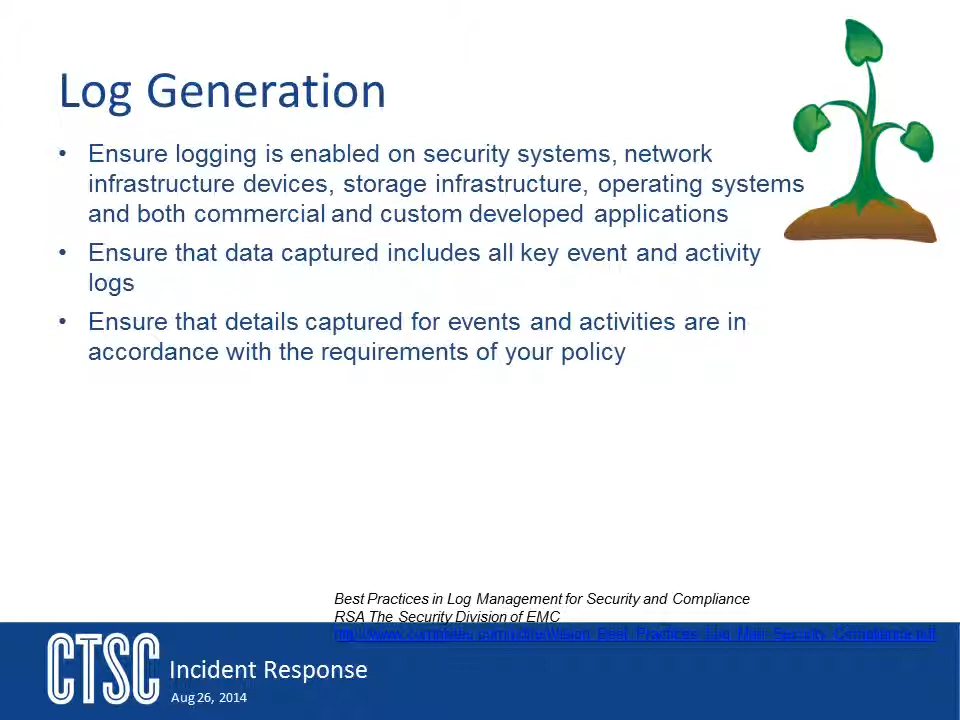 Log Generation
• Ensure logging is enabled on security systems, network
infrastructure devices, storage infrastructure, operating systems
and both commercial and custom developed applications
• Ensure that data captured includes all key event and activity
logs
• Ensure that details captured for events and activities are in
accordance with the requirements of your policy
Best Practices in Log Management for Security and Compliance
RSA The Security Division of EMC
CTSC
Incident Response
Aug 26, 2014